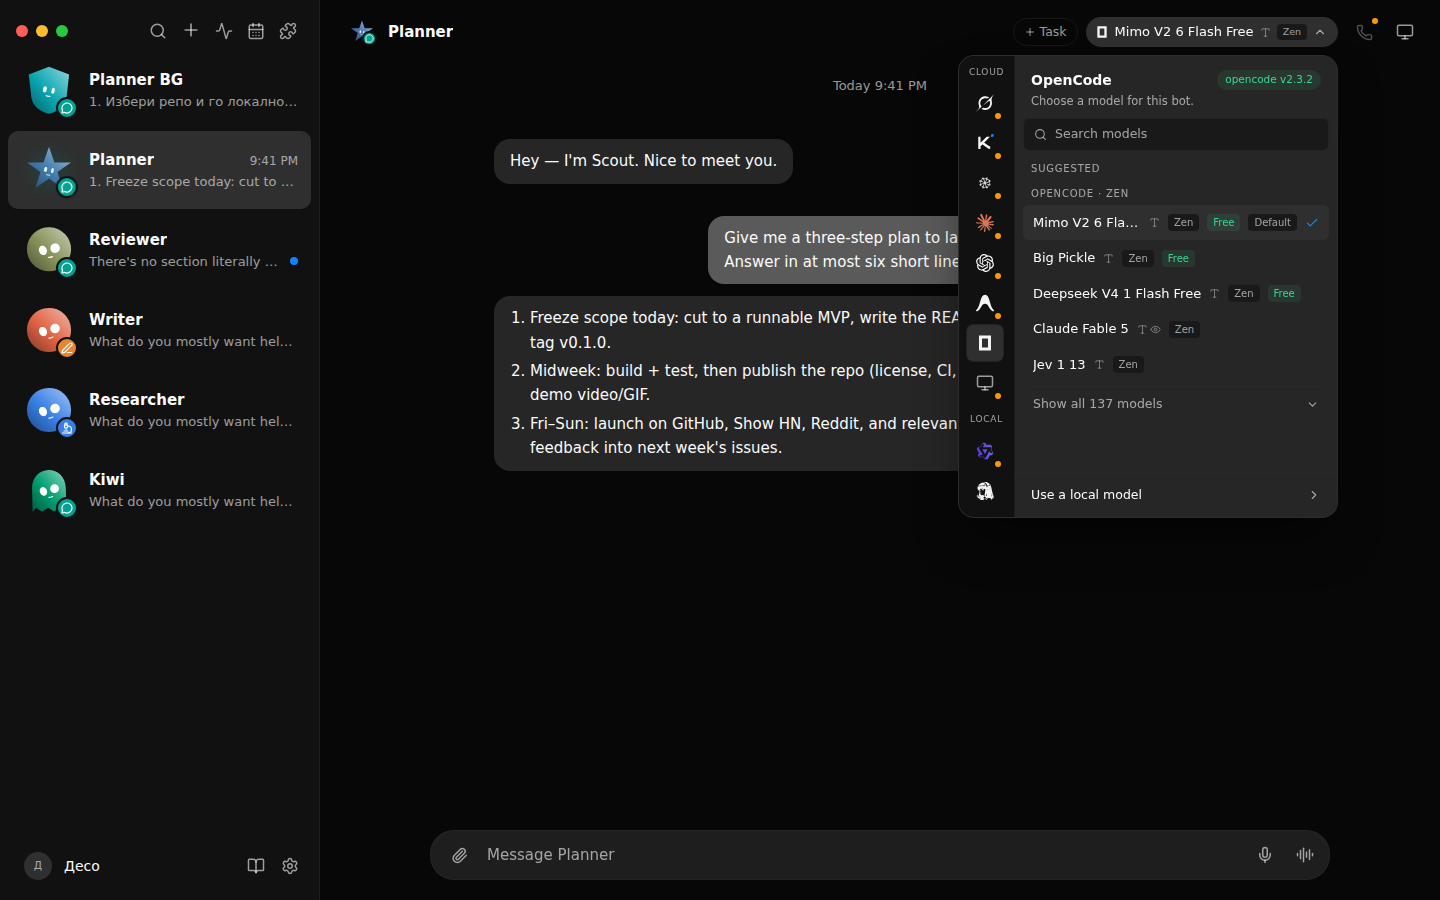 Planner BG
1. Избери репо и го локално…
Planner
9:41 PM
1. Freeze scope today: cut to …
Reviewer
There's no section literally …
Writer
What do you mostly want hel…
Researcher
What do you mostly want hel…
Kiwi
What do you mostly want hel…
Д
Десо
Planner
+ Task
Mimo V2 6 Flash Free
Zen
Today 9:41 PM
Hey — I'm Scout. Nice to meet you.
Give me a three-step plan to la
Answer in at most six short line
1. Freeze scope today: cut to a runnable MVP, write the REA
tag v0.1.0.
2. Midweek: build + test, then publish the repo (license, CI,
demo video/GIF.
3. Fri–Sun: launch on GitHub, Show HN, Reddit, and relevan
feedback into next week's issues.
Message Planner
CLOUD
LOCAL
OpenCode
opencode v2.3.2
Choose a model for this bot.
Search models
SUGGESTED
OPENCODE · ZEN
Mimo V2 6 Fla… Zen Free Default
Big Pickle Zen Free
Deepseek V4 1 Flash Free Zen Free
Claude Fable 5 Zen
Jev 1 13 Zen
Show all 137 models
Use a local model